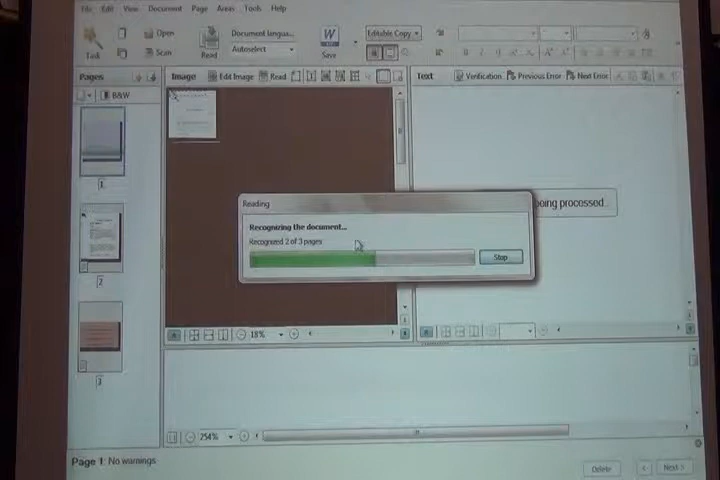 File Edit View Document Page Areas Tools Help
Task Open Scan Read Document langua... Autoselect W Save Editable Copy
Pages Image Edit Image Read Text Verification Previous Error Next Error
B&W
1
2
3
being processed...
Reading
Recognizing the document...
Recognized 2 of 3 pages
Stop
18%
254%
Page 1: No warnings
Delete < Next >